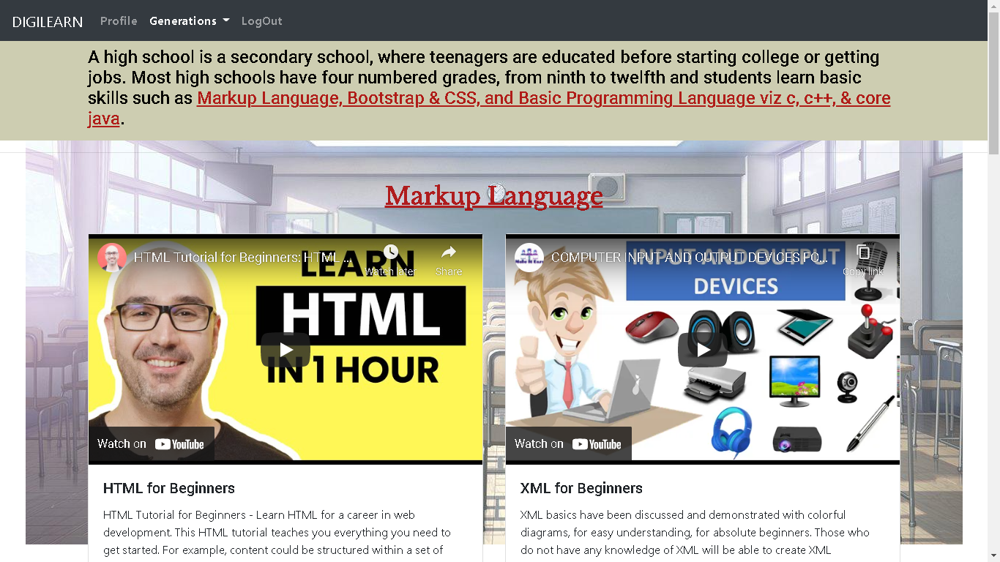 DIGILEARN Profile Generations LogOut
A high school is a secondary school, where teenagers are educated before starting college or getting
jobs. Most high schools have four numbered grades, from ninth to twelfth and students learn basic
skills such as Markup Language, Bootstrap & CSS, and Basic Programming Language viz c, c++, & core
java.
Markup Language
HTML Tutorial for Beginners: HTML ...
Watch later
Share
LEARN
HTML
IN 1 HOUR
Watch on YouTube
HTML for Beginners
HTML Tutorial for Beginners - Learn HTML for a career in web
development. This HTML tutorial teaches you everything you need to
get started. For example, content could be structured within a set of
Make It Easy
COMPUTER INPUT AND OUTPUT DEVICES FO...
Copy link
INPUT AND OUTPUT
DEVICES
Watch on YouTube
XML for Beginners
XML basics have been discussed and demonstrated with colorful
diagrams, for easy understanding, for absolute beginners. Those who
do not have any knowledge of XML will be able to create XML